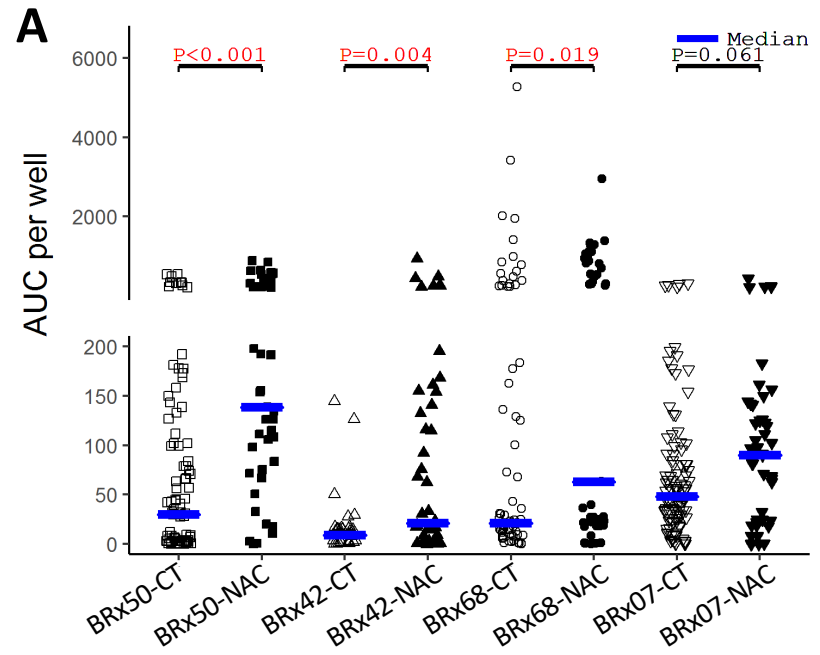 A
Median
P<0.001 P=0.004 P=0.019 P=0.061
AUC per well
6000
4000
2000
200
150
100
50
0
BRx50-CT BRx50-NAC BRx42-CT BRx42-NAC BRx68-CT BRx68-NAC BRx07-CT BRx07-NAC